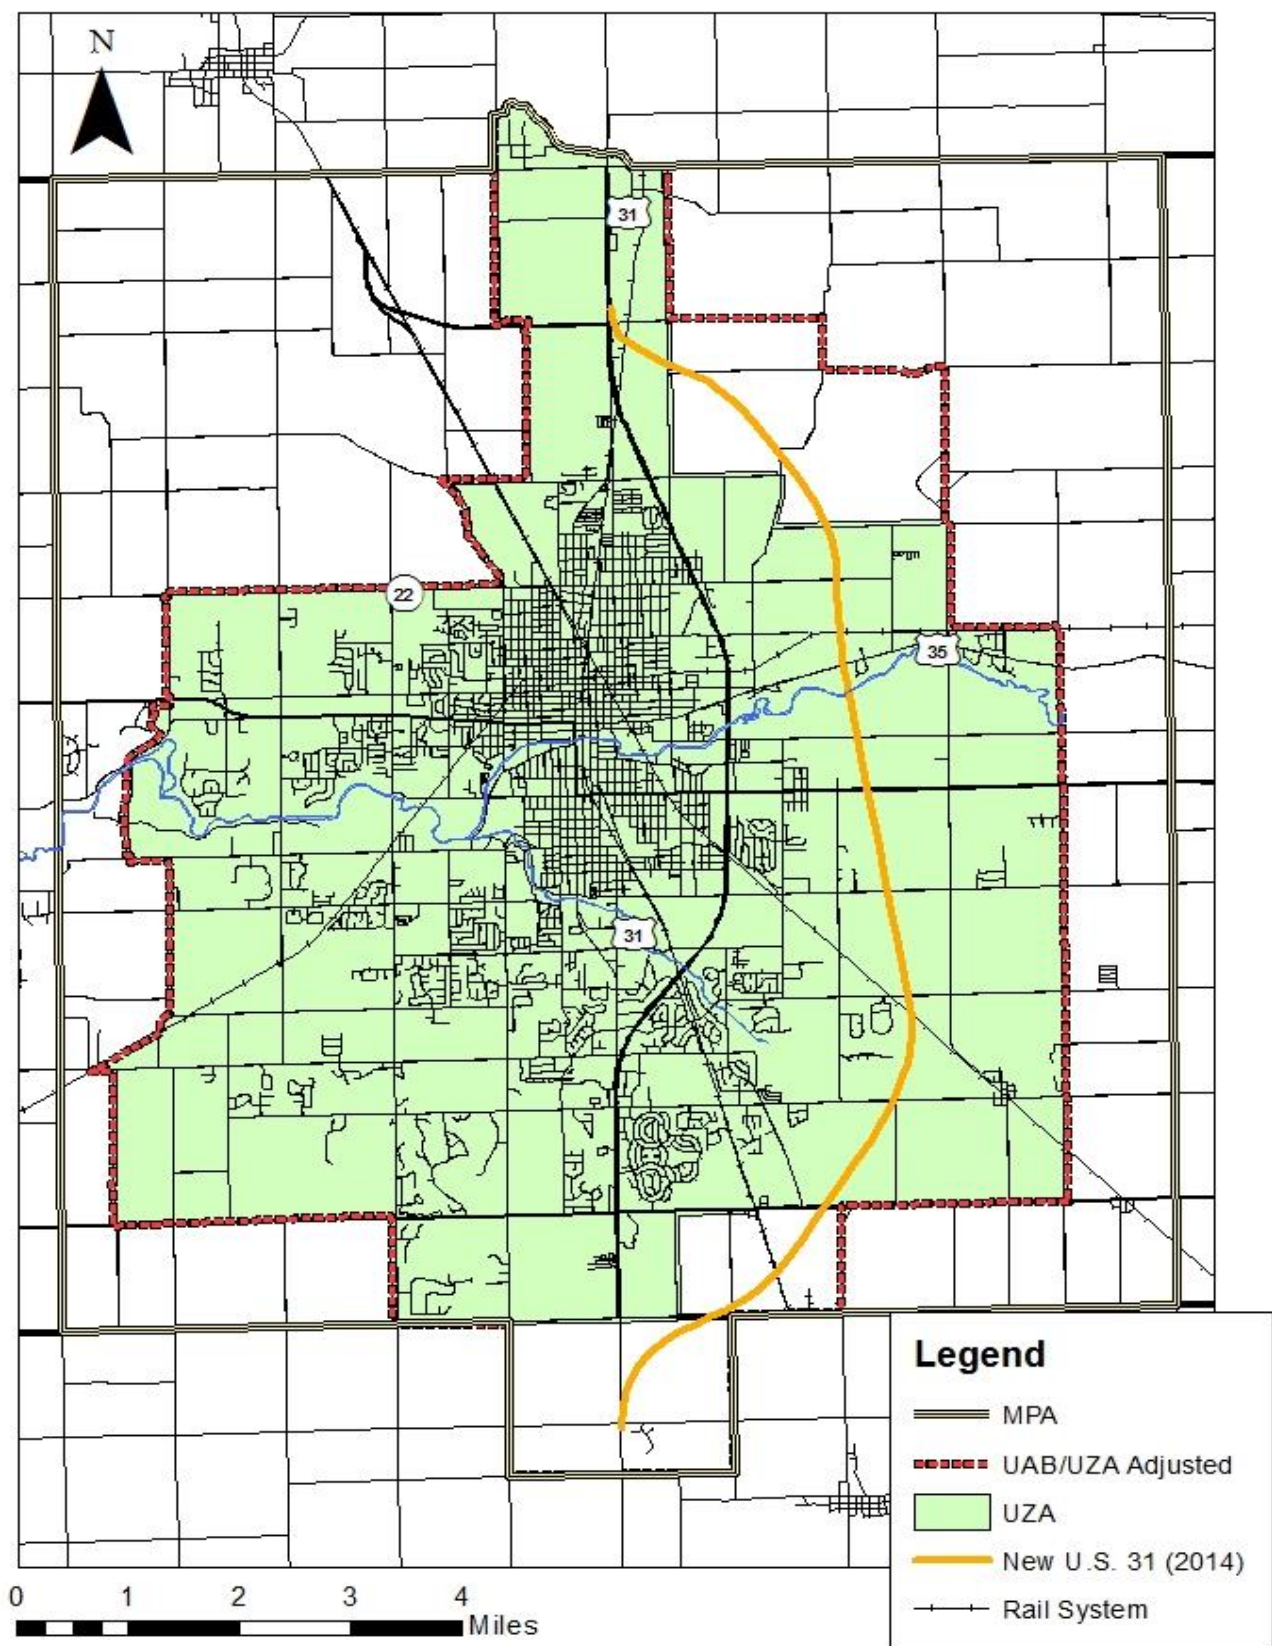 N
31
22
35
31
Legend
MPA
UAB/UZA Adjusted
UZA
New U.S. 31 (2014)
Rail System
0 1 2 3 4
Miles